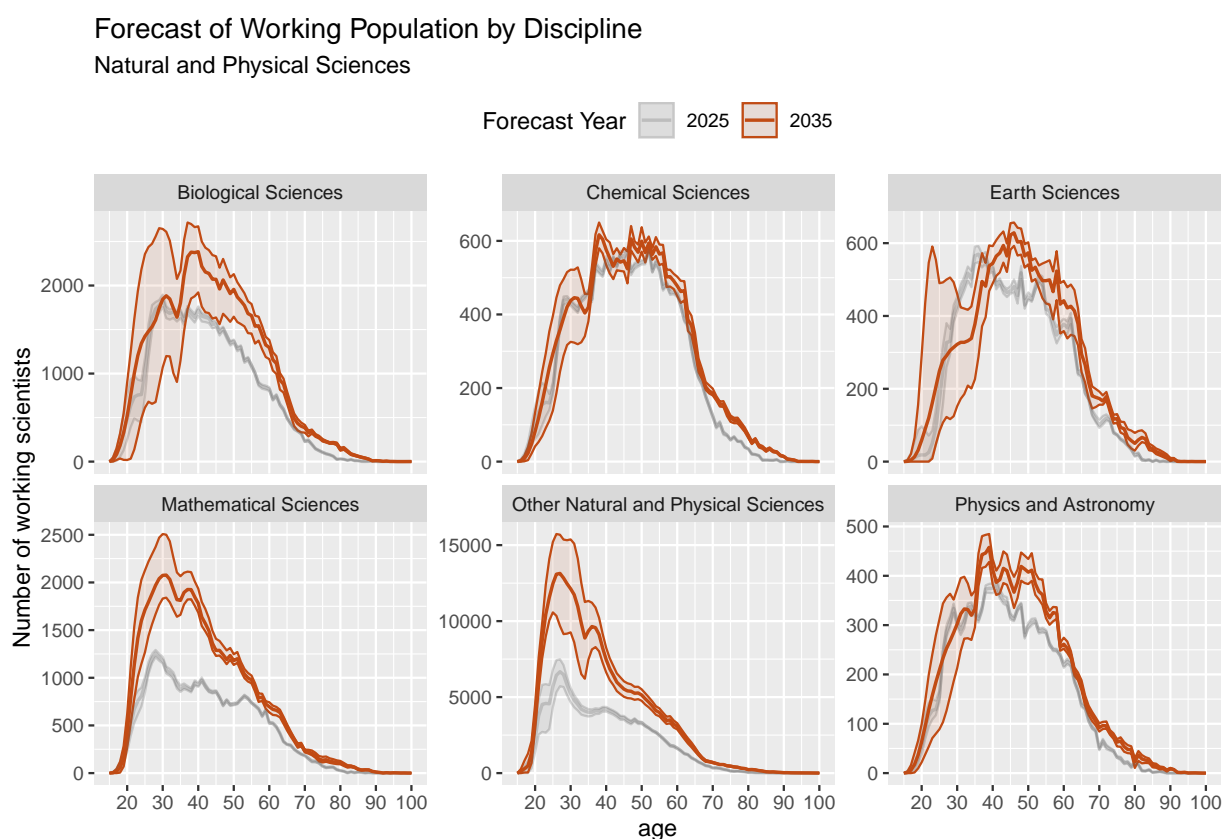 Forecast of Working Population by Discipline
Natural and Physical Sciences
Forecast Year 2025 2035
Number of working scientists
Biological Sciences
0
1000
2000
Chemical Sciences
0
200
400
600
Earth Sciences
0
200
400
600
Mathematical Sciences
0
500
1000
1500
2000
2500
20 30 40 50 60 70 80 90 100
Other Natural and Physical Sciences
0
5000
10000
15000
20 30 40 50 60 70 80 90 100
Physics and Astronomy
0
100
200
300
400
500
20 30 40 50 60 70 80 90 100
age